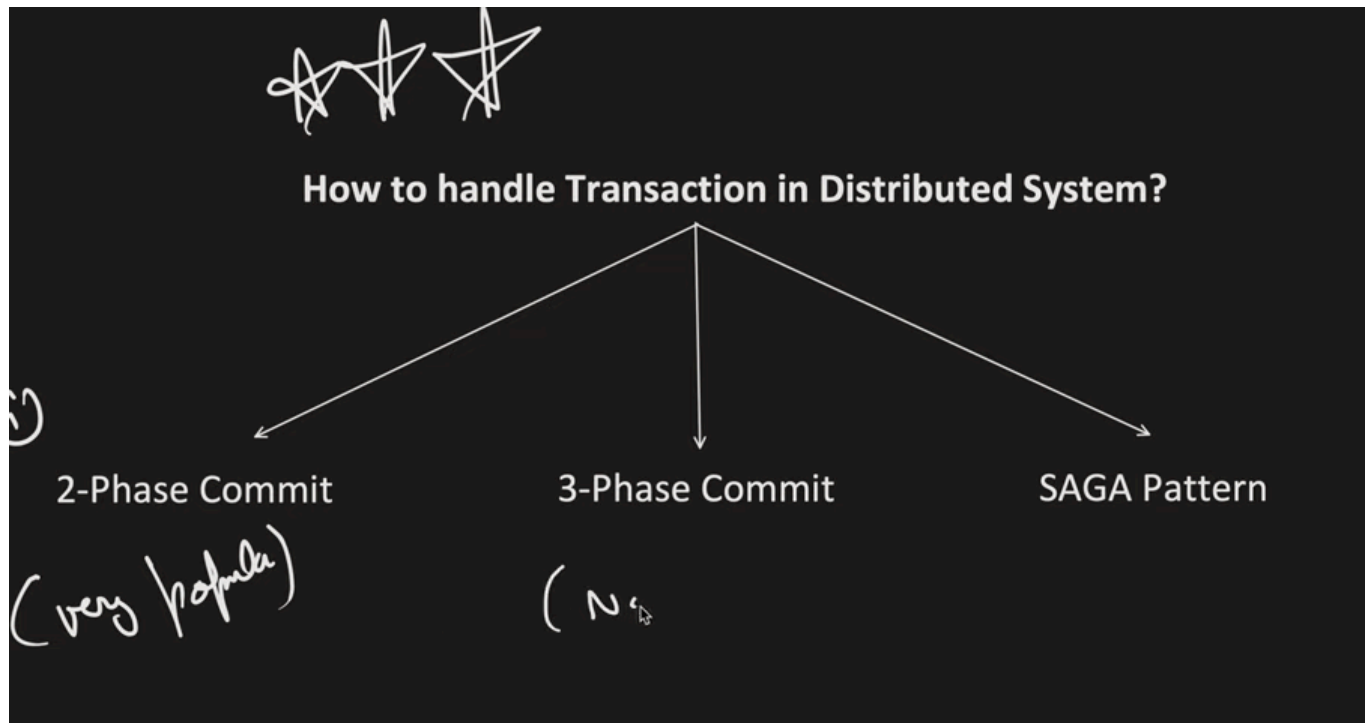 How to handle Transaction in Distributed System?
2-Phase Commit 3-Phase Commit SAGA Pattern
(very popular) (